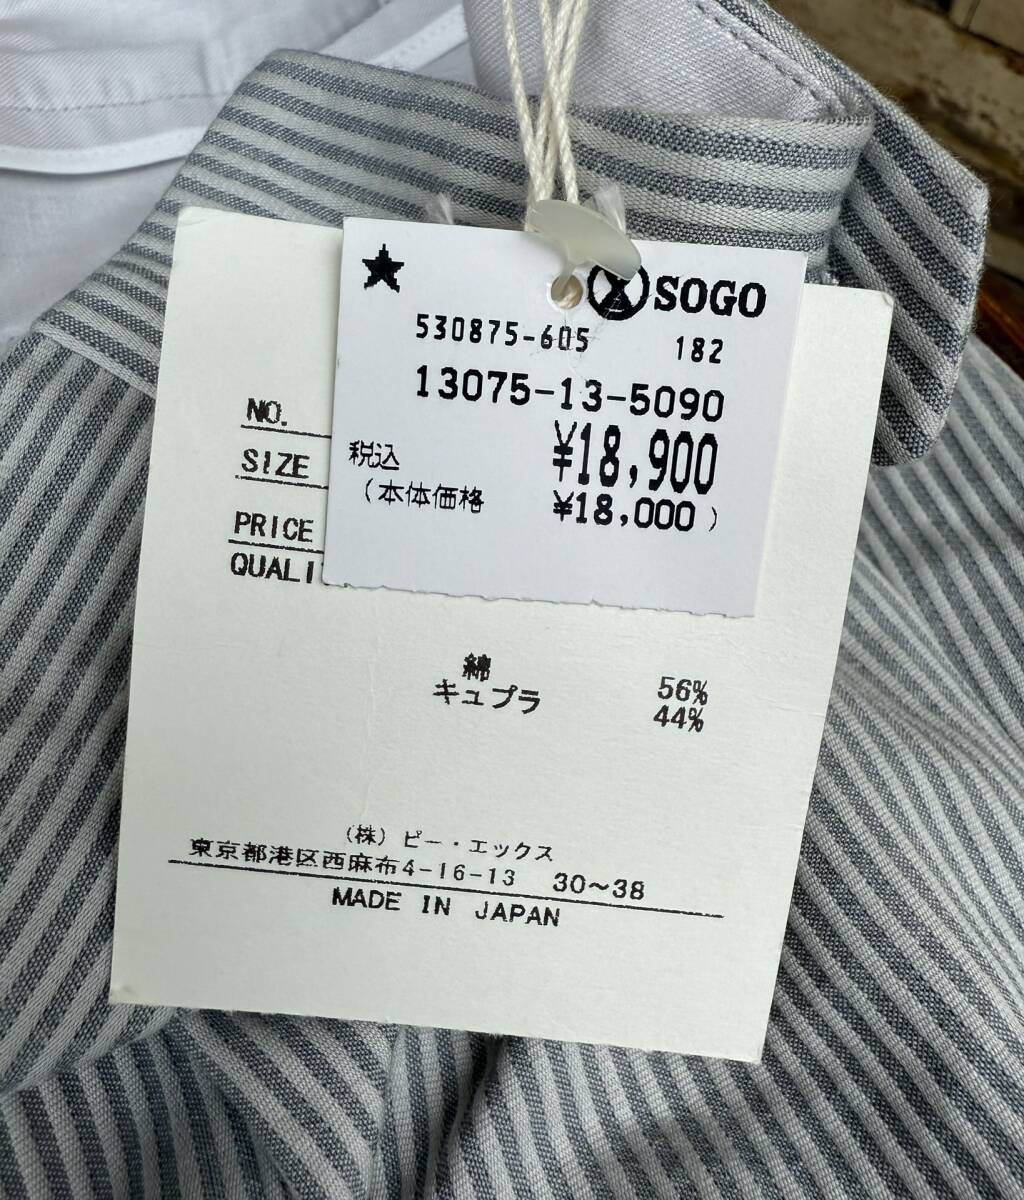 ★ SOGO
530875-605 182
13075-13-5090
税込 ¥18,900
(本体価格 ¥18,000)
NO.
SIZE
PRICE
QUALI
綿 56%
キュプラ 44%
(株) ピー・エックス
東京都港区西麻布4-16-13 30〜38
MADE IN JAPAN